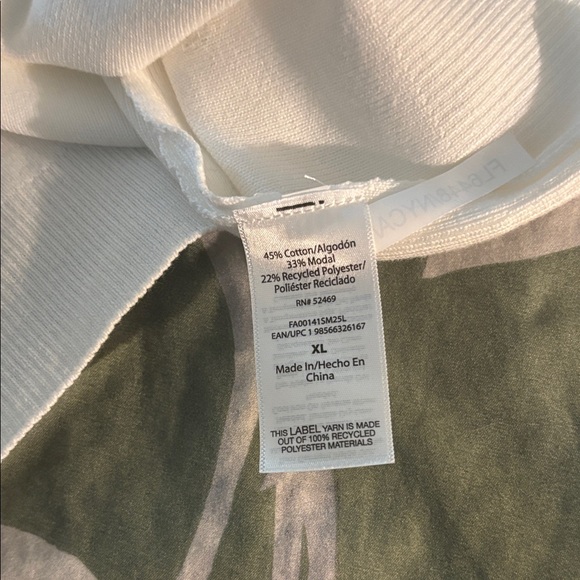 45% Cotton/Algodón
33% Modal
22% Recycled Polyester/
Poliéster Reciclado
RN# 52469
FA00141SM25L
EAN/UPC 1 98566326167
XL
Made In/Hecho En
China
THIS LABEL YARN IS MADE
OUT OF 100% RECYCLED
POLYESTER MATERIALS